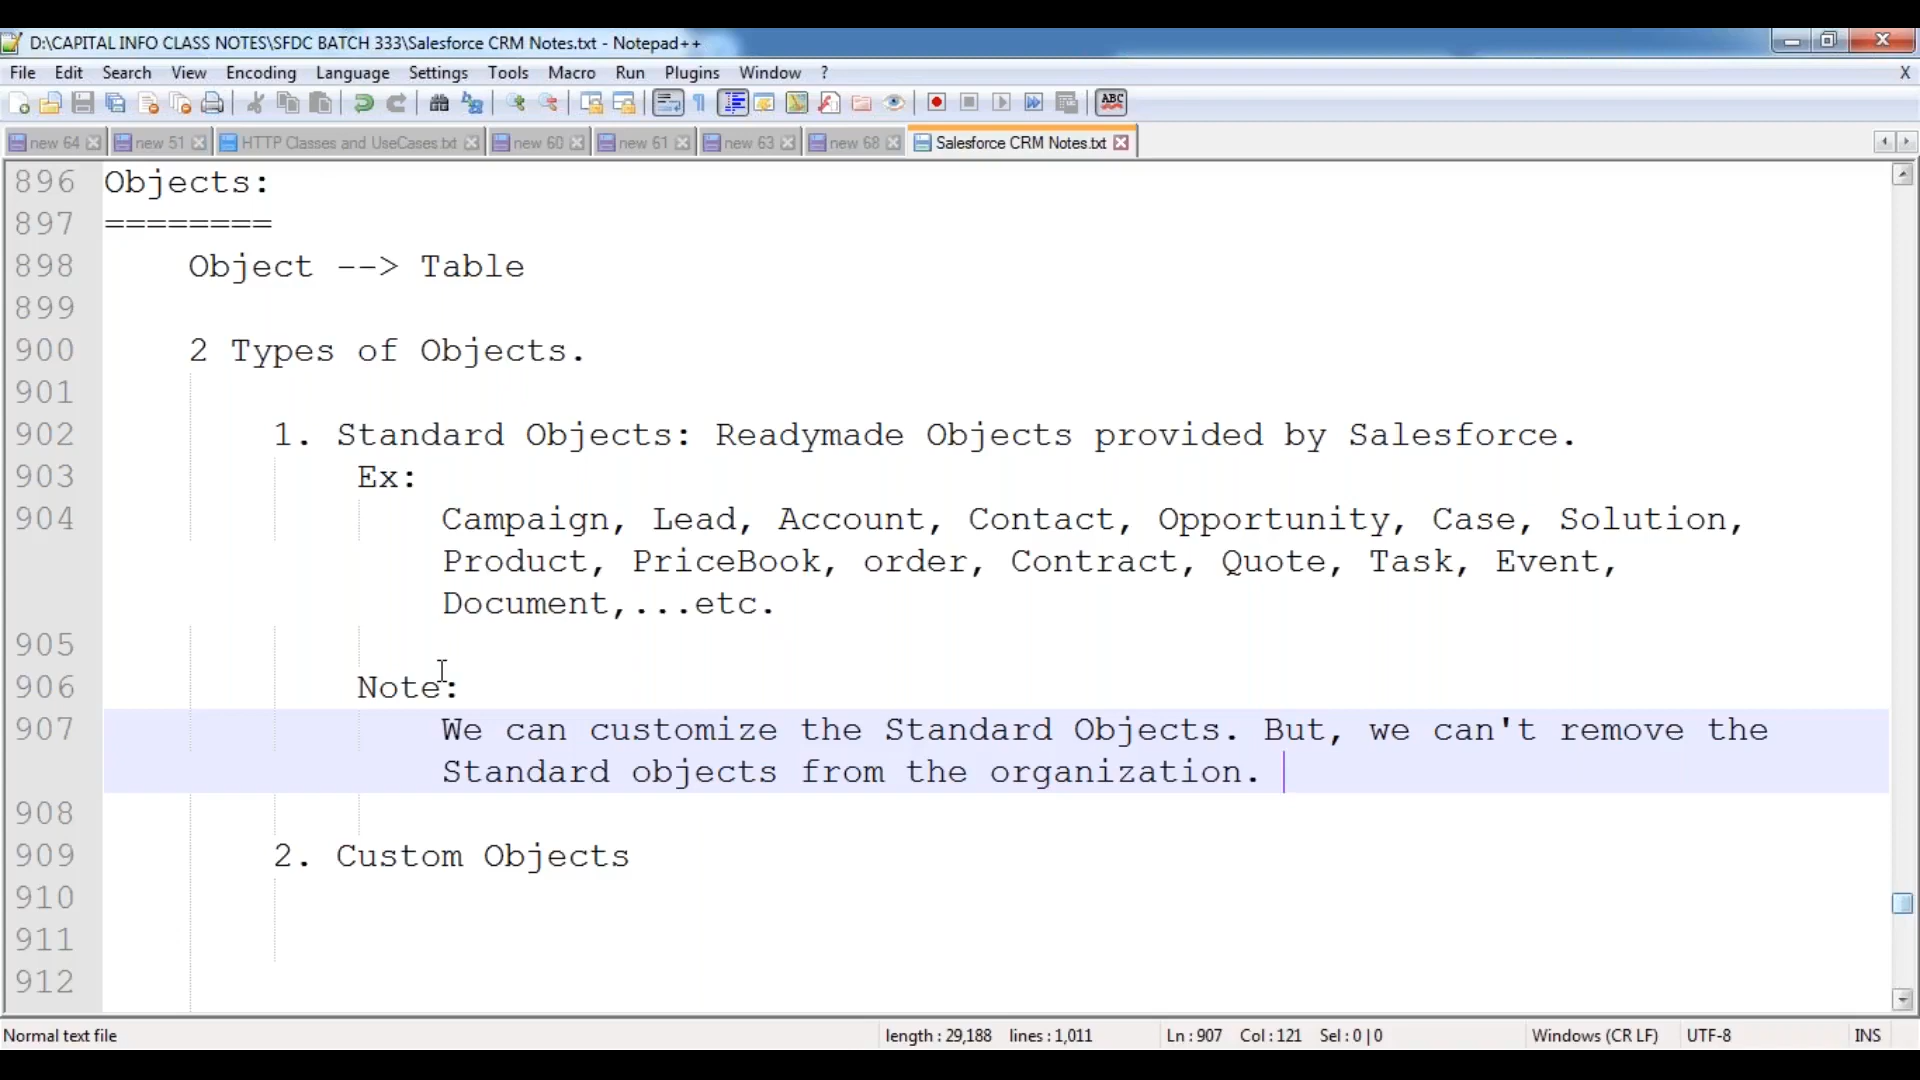 D:\CAPITAL INFO CLASS NOTES\SFDC BATCH 333\Salesforce CRM Notes.txt - Notepad++
File Edit Search View Encoding Language Settings Tools Macro Run Plugins Window ? X
ABC
new 64 new 51 HTTP Classes and UseCases.txt new 60 new 61 new 63 new 68 Salesforce CRM Notes.txt
896 Objects:
897 ========
898 Object --> Table
899
900 2 Types of Objects.
901
902 1. Standard Objects: Readymade Objects provided by Salesforce.
903 Ex:
904 Campaign, Lead, Account, Contact, Opportunity, Case, Solution,
Product, PriceBook, order, Contract, Quote, Task, Event,
Document,...etc.
905
906 Note:
907 We can customize the Standard Objects. But, we can't remove the
Standard objects from the organization.
908
909 2. Custom Objects
910
911
912
Normal text file length : 29,188 lines : 1,011 Ln : 907 Col : 121 Sel : 0 | 0 Windows (CR LF) UTF-8 INS